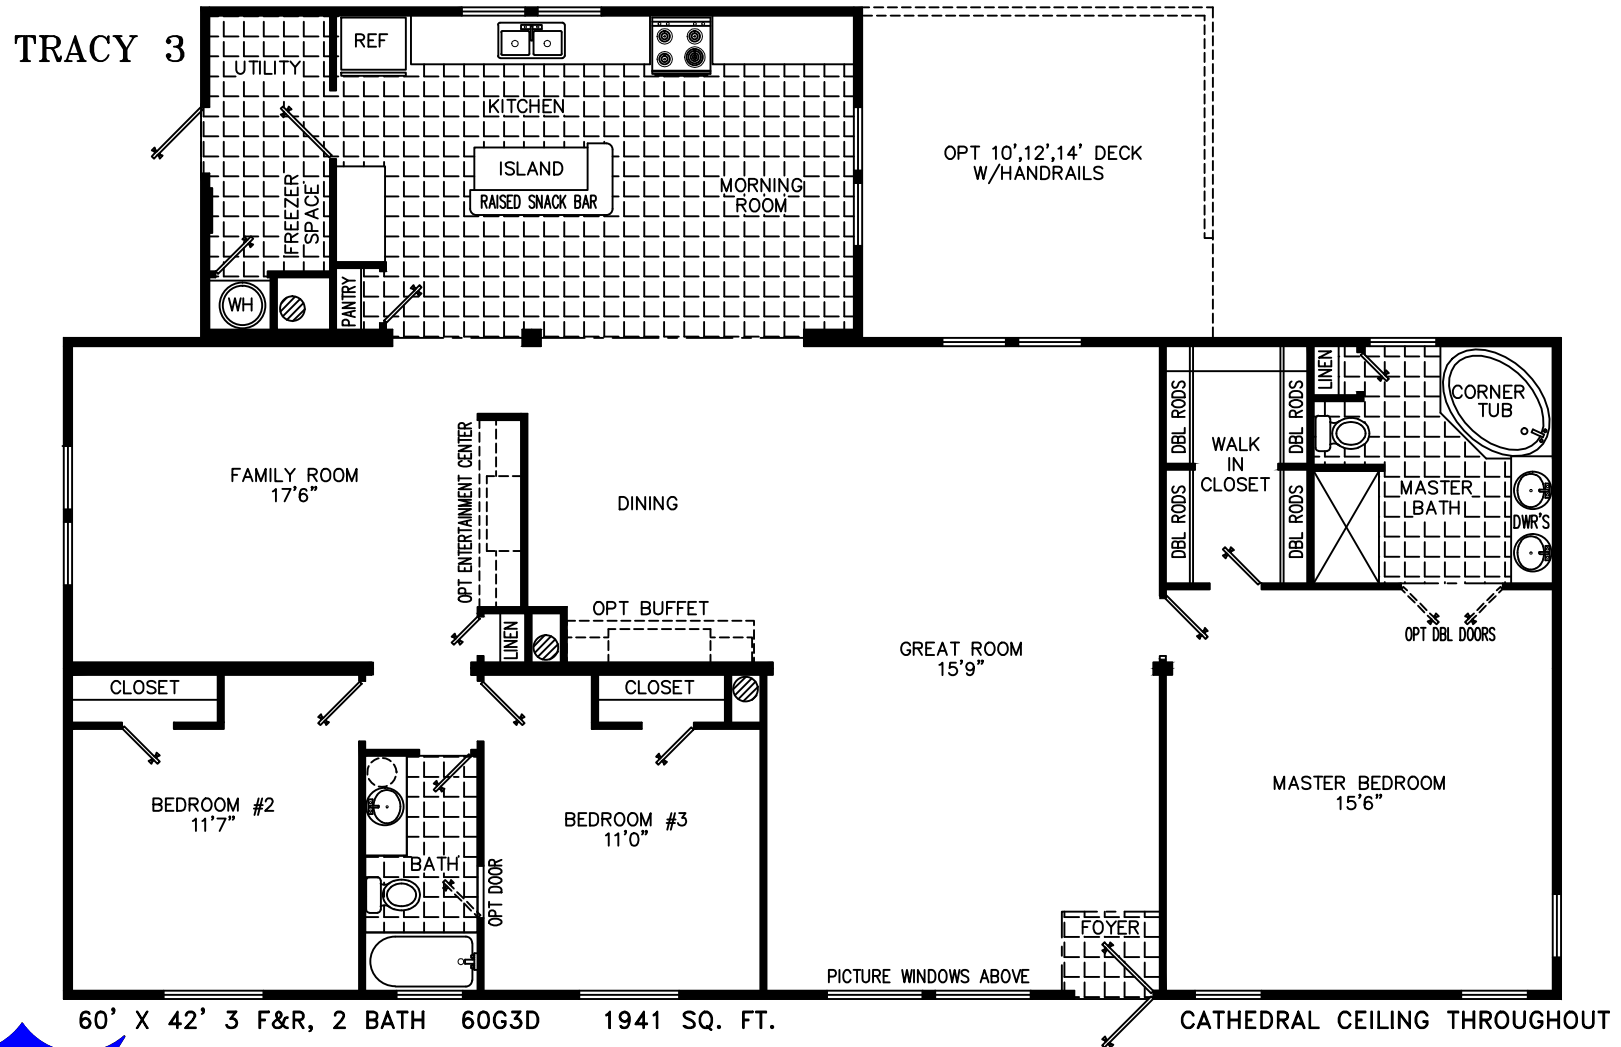 TRACY 3
REF
UTILITY
KITCHEN
ISLAND
RAISED SNACK BAR
MORNING
ROOM
OPT 10',12',14' DECK
W/HANDRAILS
FREEZER
SPACE
WH
PANTRY
FAMILY ROOM
17'6"
OPT ENTERTAINMENT CENTER
DINING
OPT BUFFET
LINEN
GREAT ROOM
15'9"
DBL RODS
DBL RODS
WALK
IN
CLOSET
DBL RODS
DBL RODS
LINEN
CORNER
TUB
MASTER
BATH
DWR'S
OPT DBL DOORS
CLOSET
CLOSET
BEDROOM #2
11'7"
BATH
OPT DOOR
BEDROOM #3
11'0"
MASTER BEDROOM
15'6"
FOYER
PICTURE WINDOWS ABOVE
60' X 42' 3 F&R, 2 BATH 60G3D 1941 SQ. FT.
CATHEDRAL CEILING THROUGHOUT